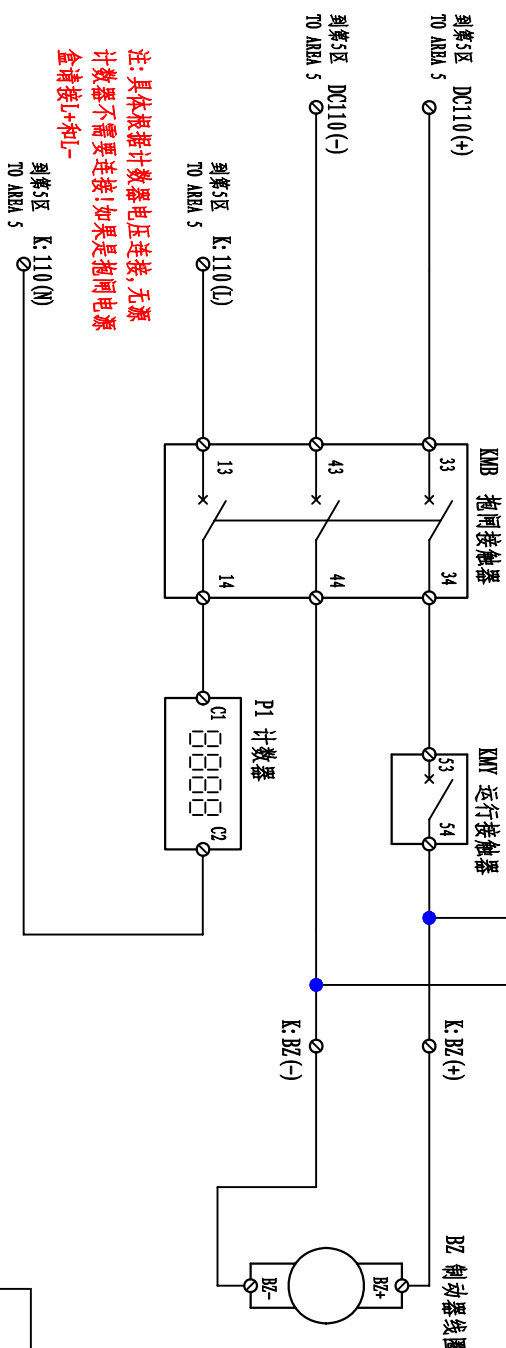 到第5区
TO AREA 5
DC110(+)
到第5区
TO AREA 5
DC110(-)
到第5区
TO AREA 5
K:110(L)
到第5区
TO AREA 5
K:110(N)
注:具体根据计数器电压连接,无源
计数器不需要连接!如果是抱闸电源
盒请接L+和L-
KMB 抱闸接触器
33
34
43
44
13
14
KMY 运行接触器
53
54
P1 计数器
C1
8888
C2
K:BZ(+)
K:BZ(-)
BZ 制动器线圈
BZ+
BZ-